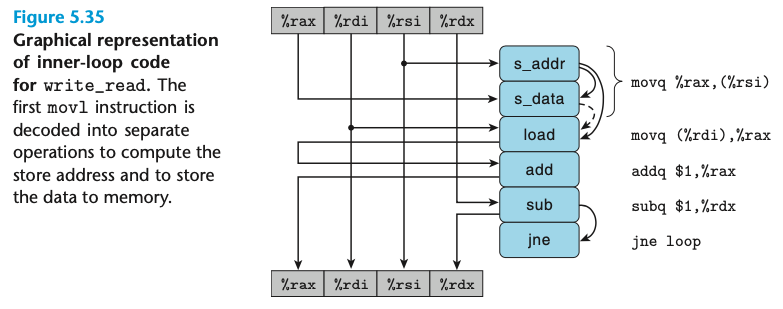 Figure 5.35
Graphical representation
of inner-loop code
for write_read. The
first movl instruction is
decoded into separate
operations to compute the
store address and to store
the data to memory.
%rax %rdi %rsi %rdx
s_addr
s_data
movq %rax,(%rsi)
load
movq (%rdi),%rax
add
addq $1,%rax
sub
subq $1,%rdx
jne
jne loop
%rax %rdi %rsi %rdx